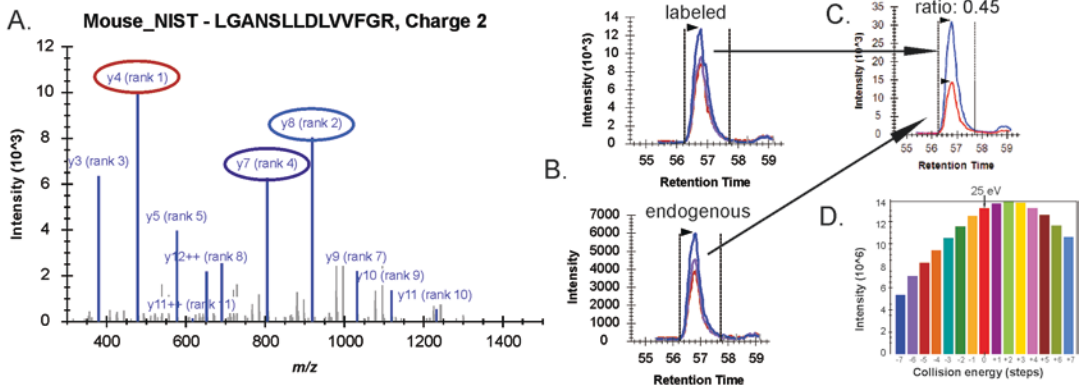 A.
Mouse_NIST - LGANSLLDLVVFGR, Charge 2
Intensity (10^3)
12
10
8
6
4
2
0
y4 (rank 1)
y8 (rank 2)
y3 (rank 3)
y7 (rank 4)
y5 (rank 5)
y12++ (rank 8)
y9 (rank 7)
y10 (rank 9)
y11++ (rank 11)
y11 (rank 10)
400 600 800 1000 1200 1400
m/z
B.
labeled
Intensity (10^3)
14
12
10
8
6
4
2
0
55 56 57 58 59
Retention Time
endogenous
Intensity
7000
6000
5000
4000
3000
2000
1000
0
55 56 57 58 59
Retention Time
C.
ratio: 0.45
Intensity (10^3)
35
30
25
20
15
10
5
0
55 56 57 58 59
Retention Time
D.
25 eV
Intensity (10^6)
14
12
10
8
6
4
2
0
-7 -6 -5 -4 -3 -2 -1 0 +1 +2 +3 +4 +5 +6 +7
Collision energy (steps)